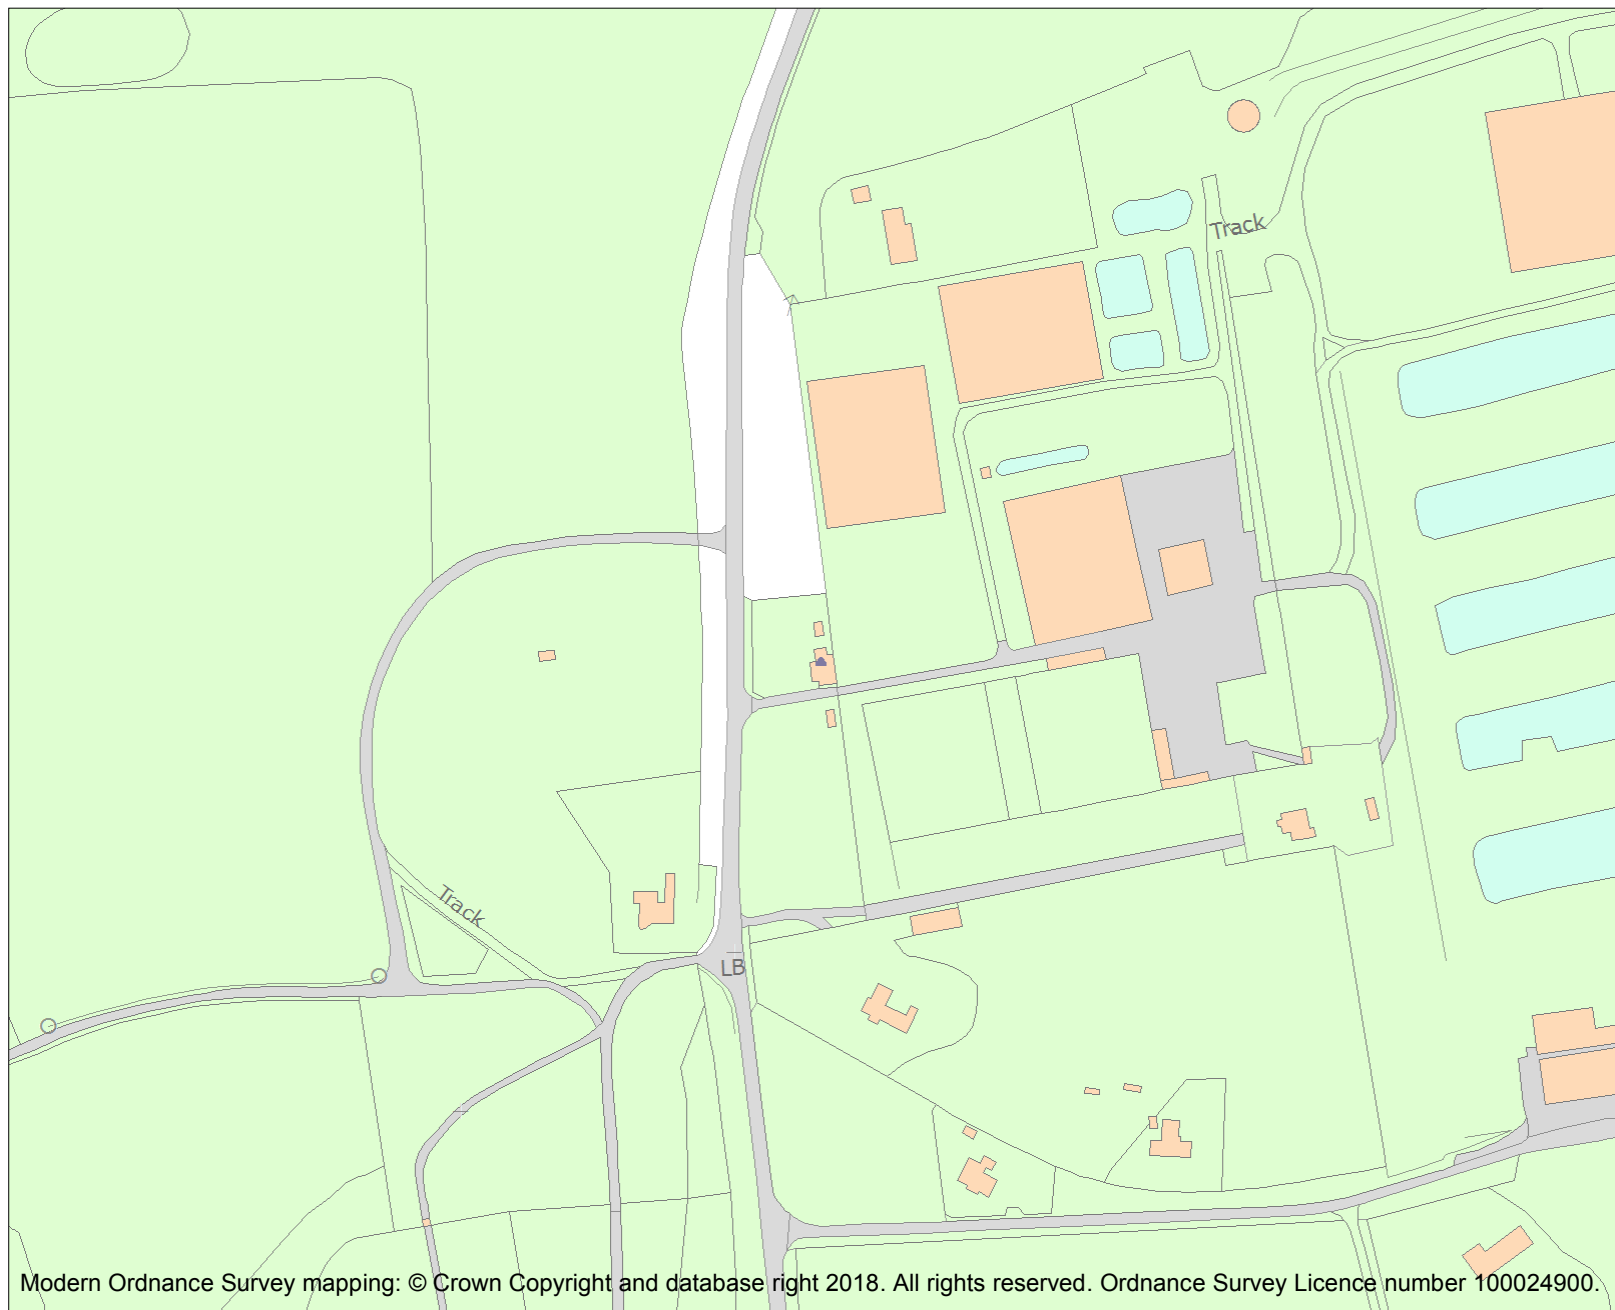 Track
Track
LB
Modern Ordnance Survey mapping: © Crown Copyright and database right 2018. All rights reserved. Ordnance Survey Licence number 100024900.